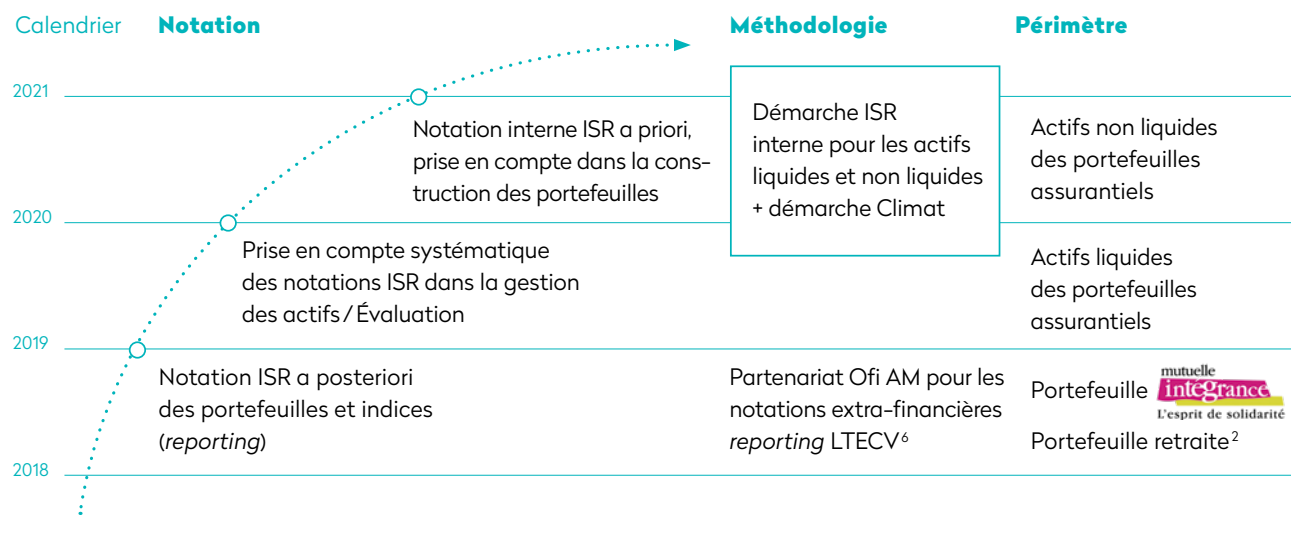 Calendrier
Notation
Méthodologie
Périmètre
2021
Notation interne ISR a priori,
prise en compte dans la cons-
truction des portefeuilles
Démarche ISR
interne pour les actifs
liquides et non liquides
+ démarche Climat
Actifs non liquides
des portefeuilles
assurantiels
2020
Prise en compte systématique
des notations ISR dans la gestion
des actifs / Évaluation
Actifs liquides
des portefeuilles
assurantiels
2019
Notation ISR a posteriori
des portefeuilles et indices
(reporting)
Partenariat Ofi AM pour les
notations extra-financières
reporting LTECV⁶
Portefeuille
mutuelle
intégrance
L'esprit de solidarité
Portefeuille retraite²
2018